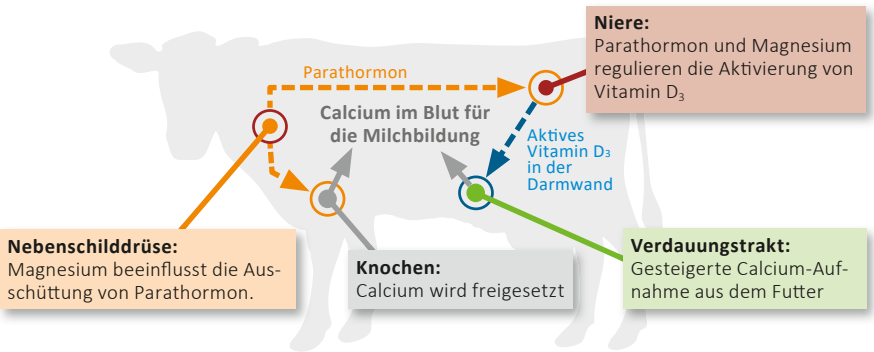 Niere:
Parathormon und Magnesium
regulieren die Aktivierung von
Vitamin D₃
Parathormon
Calcium im Blut für
die Milchbildung
Aktives
Vitamin D₃
in der
Darmwand
Nebenschilddrüse:
Magnesium beeinflusst die Aus-
schüttung von Parathormon.
Knochen:
Calcium wird freigesetzt
Verdauungstrakt:
Gesteigerte Calcium-Auf-
nahme aus dem Futter